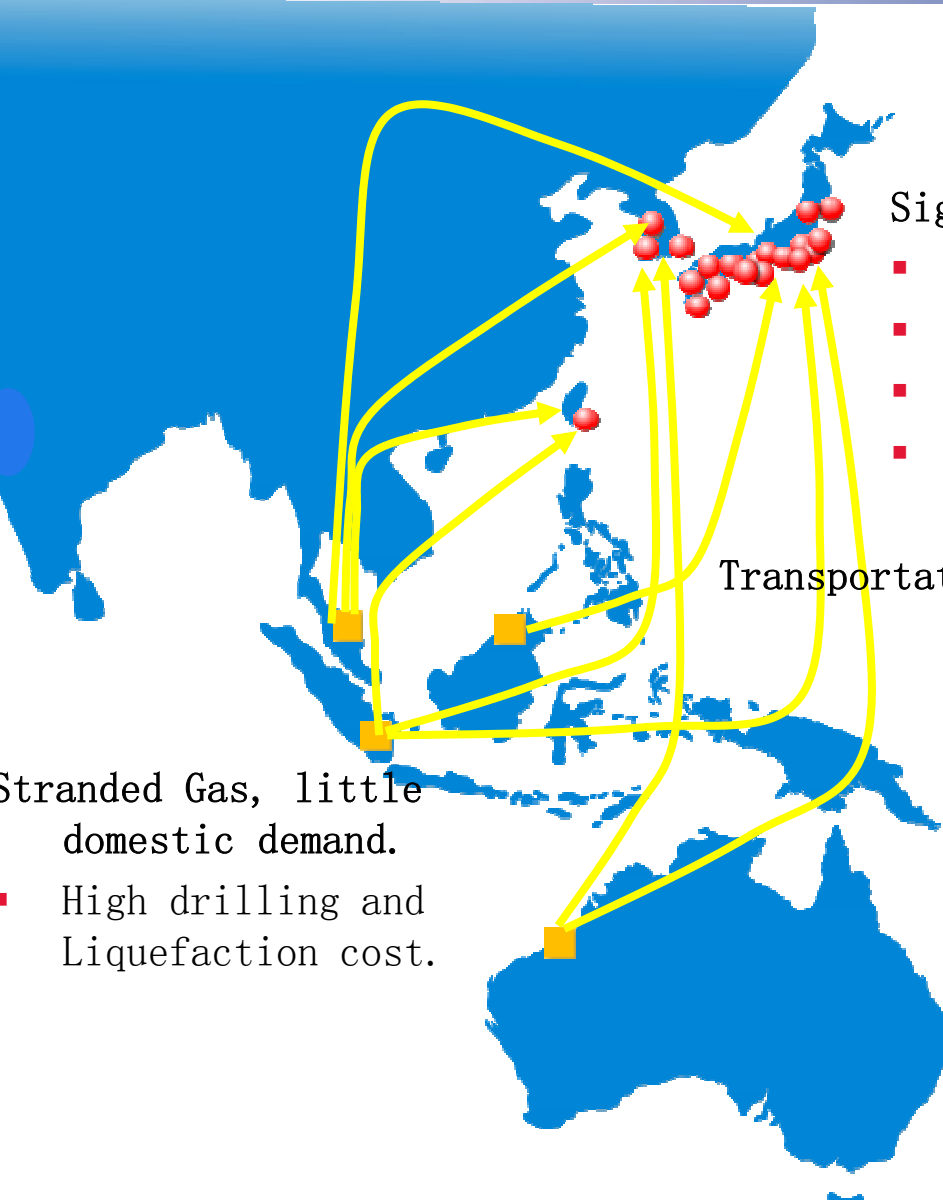 Sig
Transportat
Stranded Gas, little
domestic demand.
▪ High drilling and
Liquefaction cost.